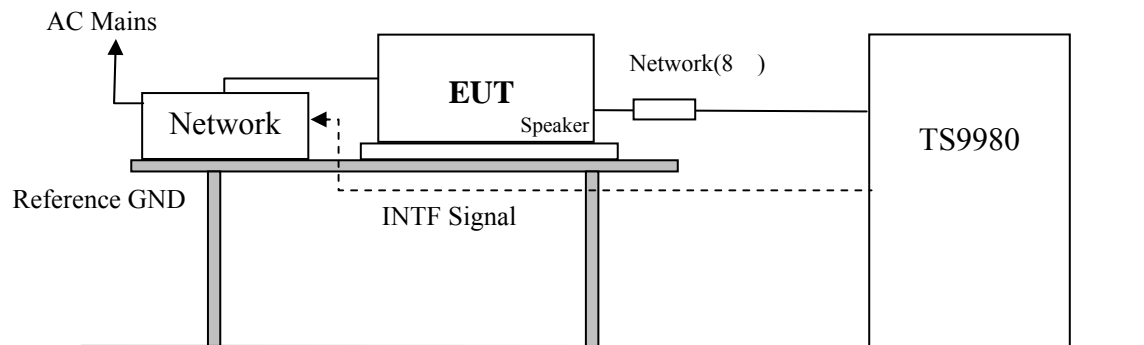 AC Mains
Network(8 )
EUT
Network
Speaker
TS9980
Reference GND
INTF Signal